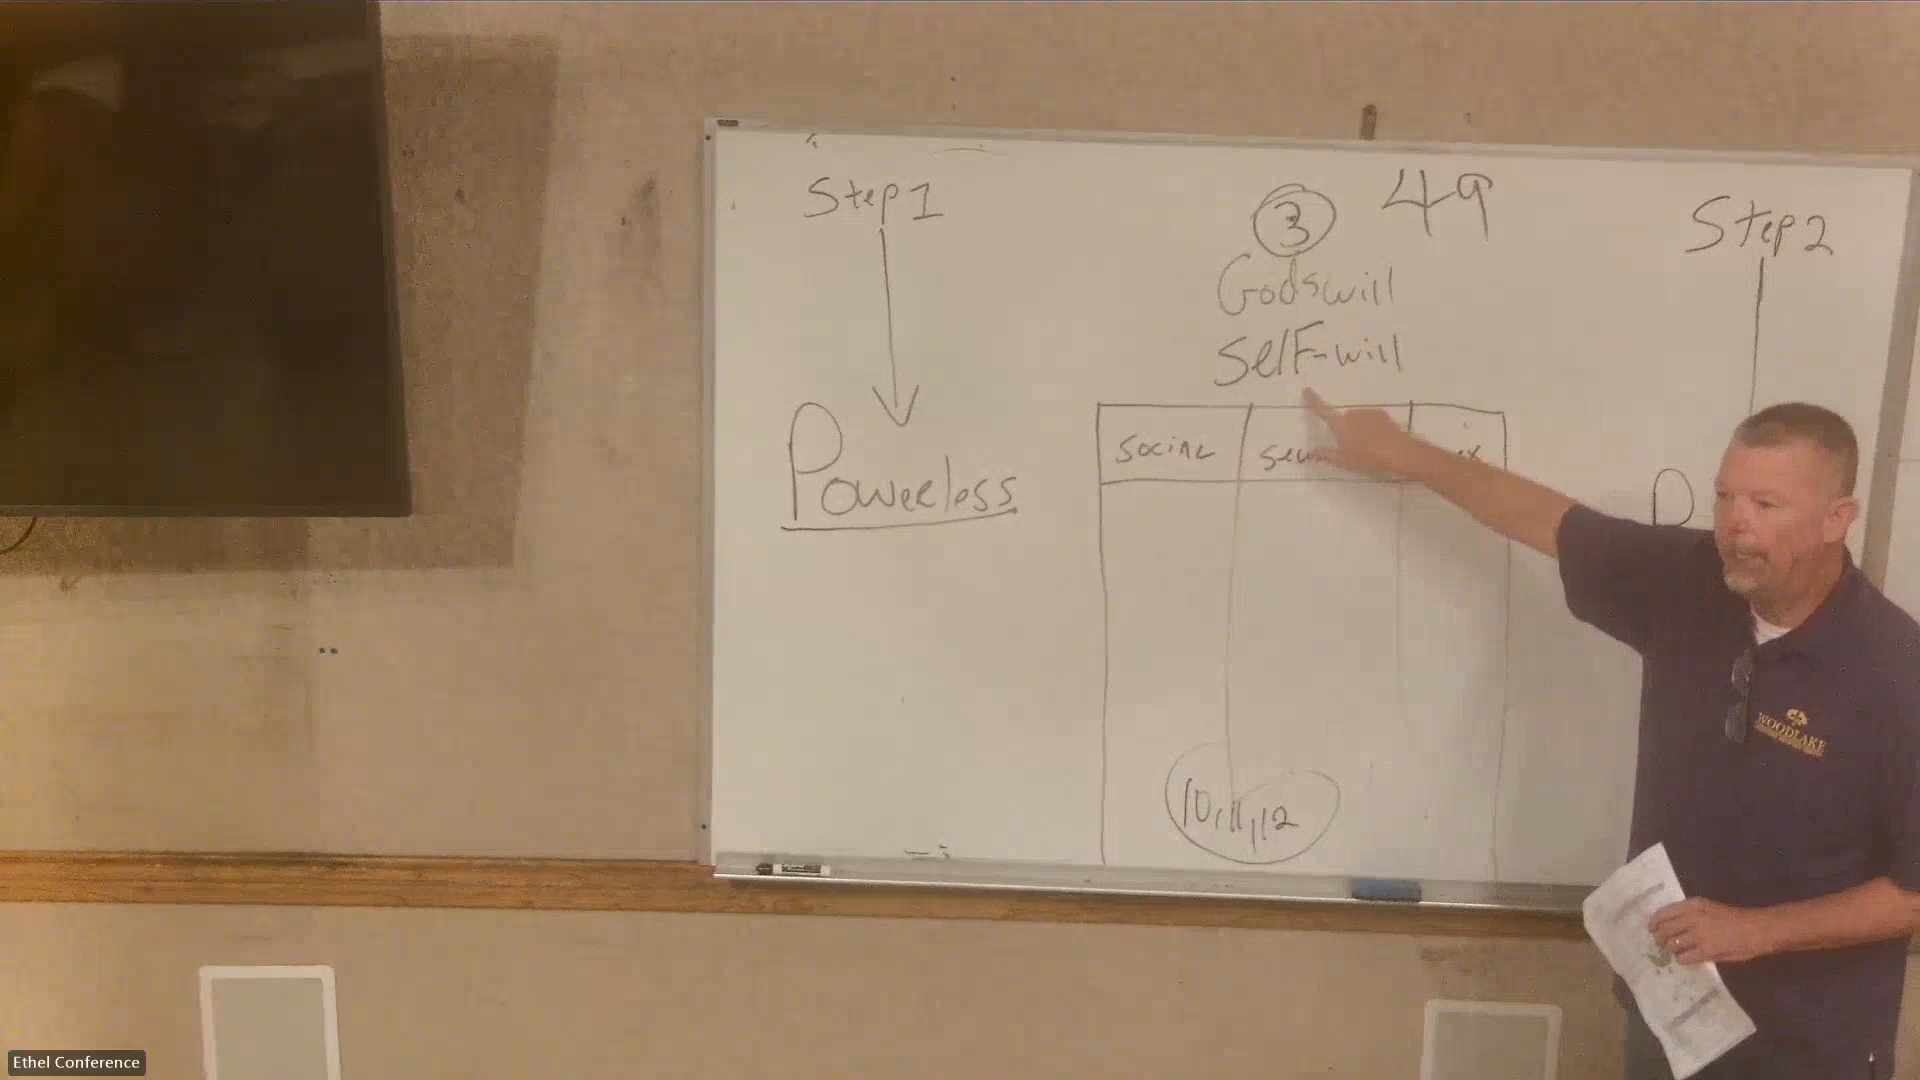 Step 1
3 49
Step 2
Godswill
Self-will
Powerless
social
P
10,11,12
WOODLAKE
Ethel Conference